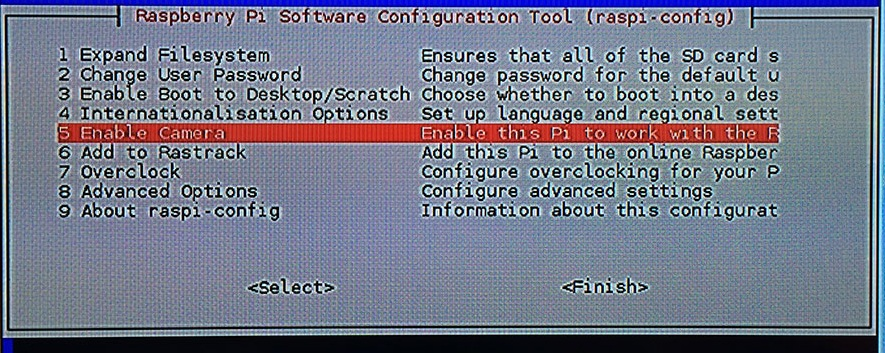 Raspberry Pi Software Configuration Tool (raspi-config)
1 Expand Filesystem Ensures that all of the SD card s
2 Change User Password Change password for the default u
3 Enable Boot to Desktop/Scratch Choose whether to boot into a des
4 Internationalisation Options Set up language and regional sett
5 Enable Camera Enable this Pi to work with the R
6 Add to Rastrack Add this Pi to the online Raspber
7 Overclock Configure overclocking for your P
8 Advanced Options Configure advanced settings
9 About raspi-config Information about this configurat
<Select> <Finish>